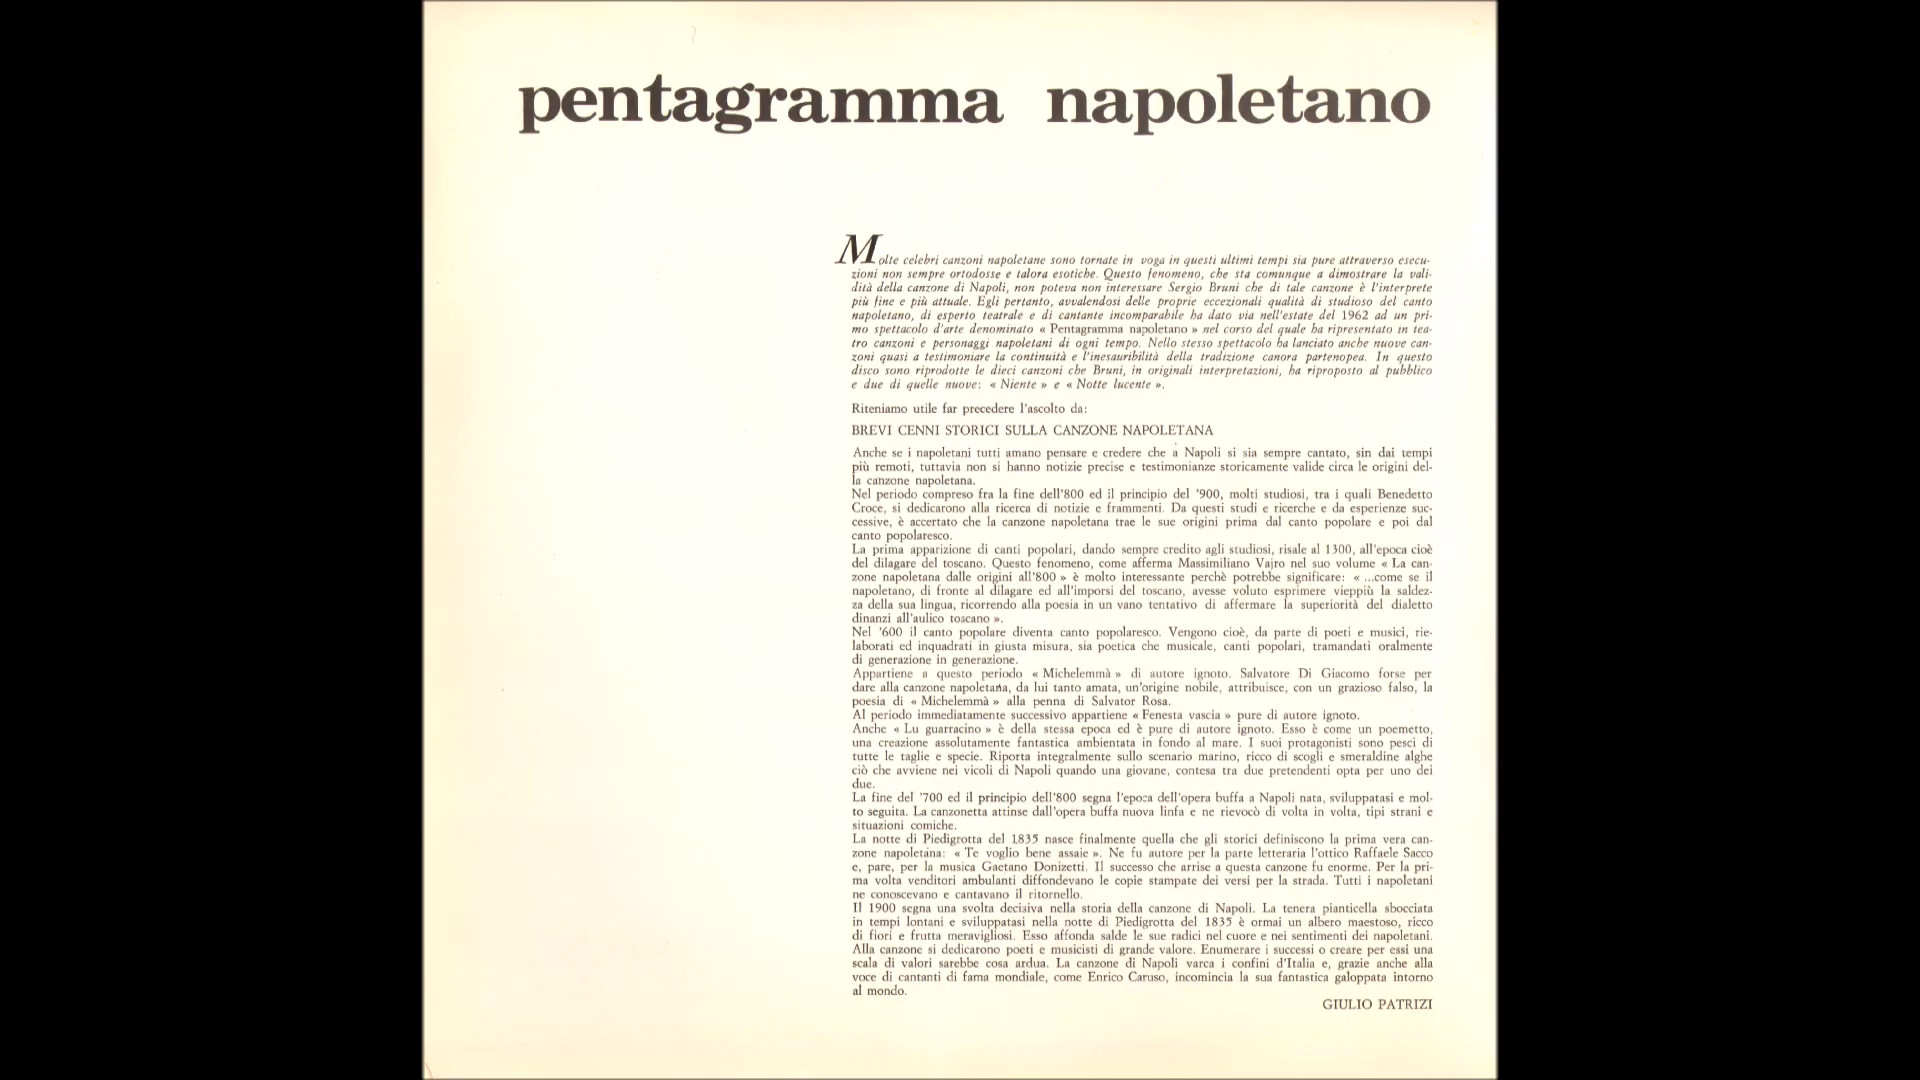 pentagramma napoletano
Molte celebri canzoni napoletane sono tornate in voga in questi ultimi tempi sia pure attraverso esecu-
zioni non sempre ortodosse e talora esotiche. Questo fenomeno, che sta comunque a dimostrare la vali-
dità della canzone di Napoli, non poteva non interessare Sergio Bruni che di tale canzone è l'interprete
più fine e più attuale. Egli pertanto, avvalendosi delle proprie eccezionali qualità di studioso del canto
napoletano, di esperto teatrale e di cantante incomparabile ha dato via nell'estate del 1962 ad un pri-
mo spettacolo d'arte denominato « Pentagramma napoletano » nel corso del quale ha ripresentato in tea-
tro canzoni e personaggi napoletani di ogni tempo. Nello stesso spettacolo ha lanciato anche nuove can-
zoni quasi a testimoniare la continuità e l'inesauribilità della tradizione canora partenopea. In questo
disco sono riprodotte le dieci canzoni che Bruni, in originali interpretazioni, ha riproposto al pubblico
e due di quelle nuove: « Niente » e « Notte lucente ».
Riteniamo utile far precedere l'ascolto da:
BREVI CENNI STORICI SULLA CANZONE NAPOLETANA
Anche se i napoletani tutti amano pensare e credere che a Napoli si sia sempre cantato, sin dai tempi
più remoti, tuttavia non si hanno notizie precise e testimonianze storicamente valide circa le origini del-
la canzone napoletana.
Nel periodo compreso fra la fine dell'800 ed il principio del '900, molti studiosi, tra i quali Benedetto
Croce, si dedicarono alla ricerca di notizie e frammenti. Da questi studi e ricerche e da esperienze suc-
cessive, è accertato che la canzone napoletana trae le sue origini prima dal canto popolare e poi dal
canto popolaresco.
La prima apparizione di canti popolari, dando sempre credito agli studiosi, risale al 1300, all'epoca cioè
del dilagare del toscano. Questo fenomeno, come afferma Massimiliano Vajro nel suo volume « La can-
zone napoletana dalle origini all'800 » è molto interessante perchè potrebbe significare: « ...come se il
napoletano, di fronte al dilagare ed all'imporsi del toscano, avesse voluto esprimere vieppiù la saldez-
za della sua lingua, ricorrendo alla poesia in un vano tentativo di affermare la superiorità del dialetto
dinanzi all'aulico toscano ».
Nel '600 il canto popolare diventa canto popolaresco. Vengono cioè, da parte di poeti e musici, rie-
laborati ed inquadrati in giusta misura, sia poetica che musicale, canti popolari, tramandati oralmente
di generazione in generazione.
Appartiene a questo periodo « Michelemmà » di autore ignoto. Salvatore Di Giacomo forse per
dare alla canzone napoletana, da lui tanto amata, un'origine nobile, attribuisce, con un grazioso falso, la
poesia di « Michelemmà » alla penna di Salvator Rosa.
Al periodo immediatamente successivo appartiene « Fenesta vascia » pure di autore ignoto.
Anche « Lu guarracino » è della stessa epoca ed è pure di autore ignoto. Esso è come un poemetto,
una creazione assolutamente fantastica ambientata in fondo al mare. I suoi protagonisti sono pesci di
tutte le taglie e specie. Riporta integralmente sullo scenario marino, ricco di scogli e smeraldine alghe
ciò che avviene nei vicoli di Napoli quando una giovane, contesa tra due pretendenti opta per uno dei
due.
La fine del '700 ed il principio dell'800 segna l'epoca dell'opera buffa a Napoli nata, sviluppatasi e mol-
to seguita. La canzonetta attinse dall'opera buffa nuova linfa e ne rievocò di volta in volta, tipi strani e
situazioni comiche.
La notte di Piedigrotta del 1835 nasce finalmente quella che gli storici definiscono la prima vera can-
zone napoletana: « Te voglio bene assaie ». Ne fu autore per la parte letteraria l'ottico Raffaele Sacco
e, pare, per la musica Gaetano Donizetti. Il successo che arrise a questa canzone fu enorme. Per la pri-
ma volta venditori ambulanti diffondevano le copie stampate dei versi per la strada. Tutti i napoletani
ne conoscevano e cantavano il ritornello.
Il 1900 segna una svolta decisiva nella storia della canzone di Napoli. La tenera pianticella sbocciata
in tempi lontani e sviluppatasi nella notte di Piedigrotta del 1835 è ormai un albero maestoso, ricco
di fiori e frutta meravigliosi. Esso affonda salde le sue radici nel cuore e nei sentimenti dei napoletani.
Alla canzone si dedicarono poeti e musicisti di grande valore. Enumerare i successi o creare per essi una
scala di valori sarebbe cosa ardua. La canzone di Napoli varca i confini d'Italia e, grazie anche alla
voce di cantanti di fama mondiale, come Enrico Caruso, incomincia la sua fantastica galoppata intorno
al mondo.
GIULIO PATRIZI